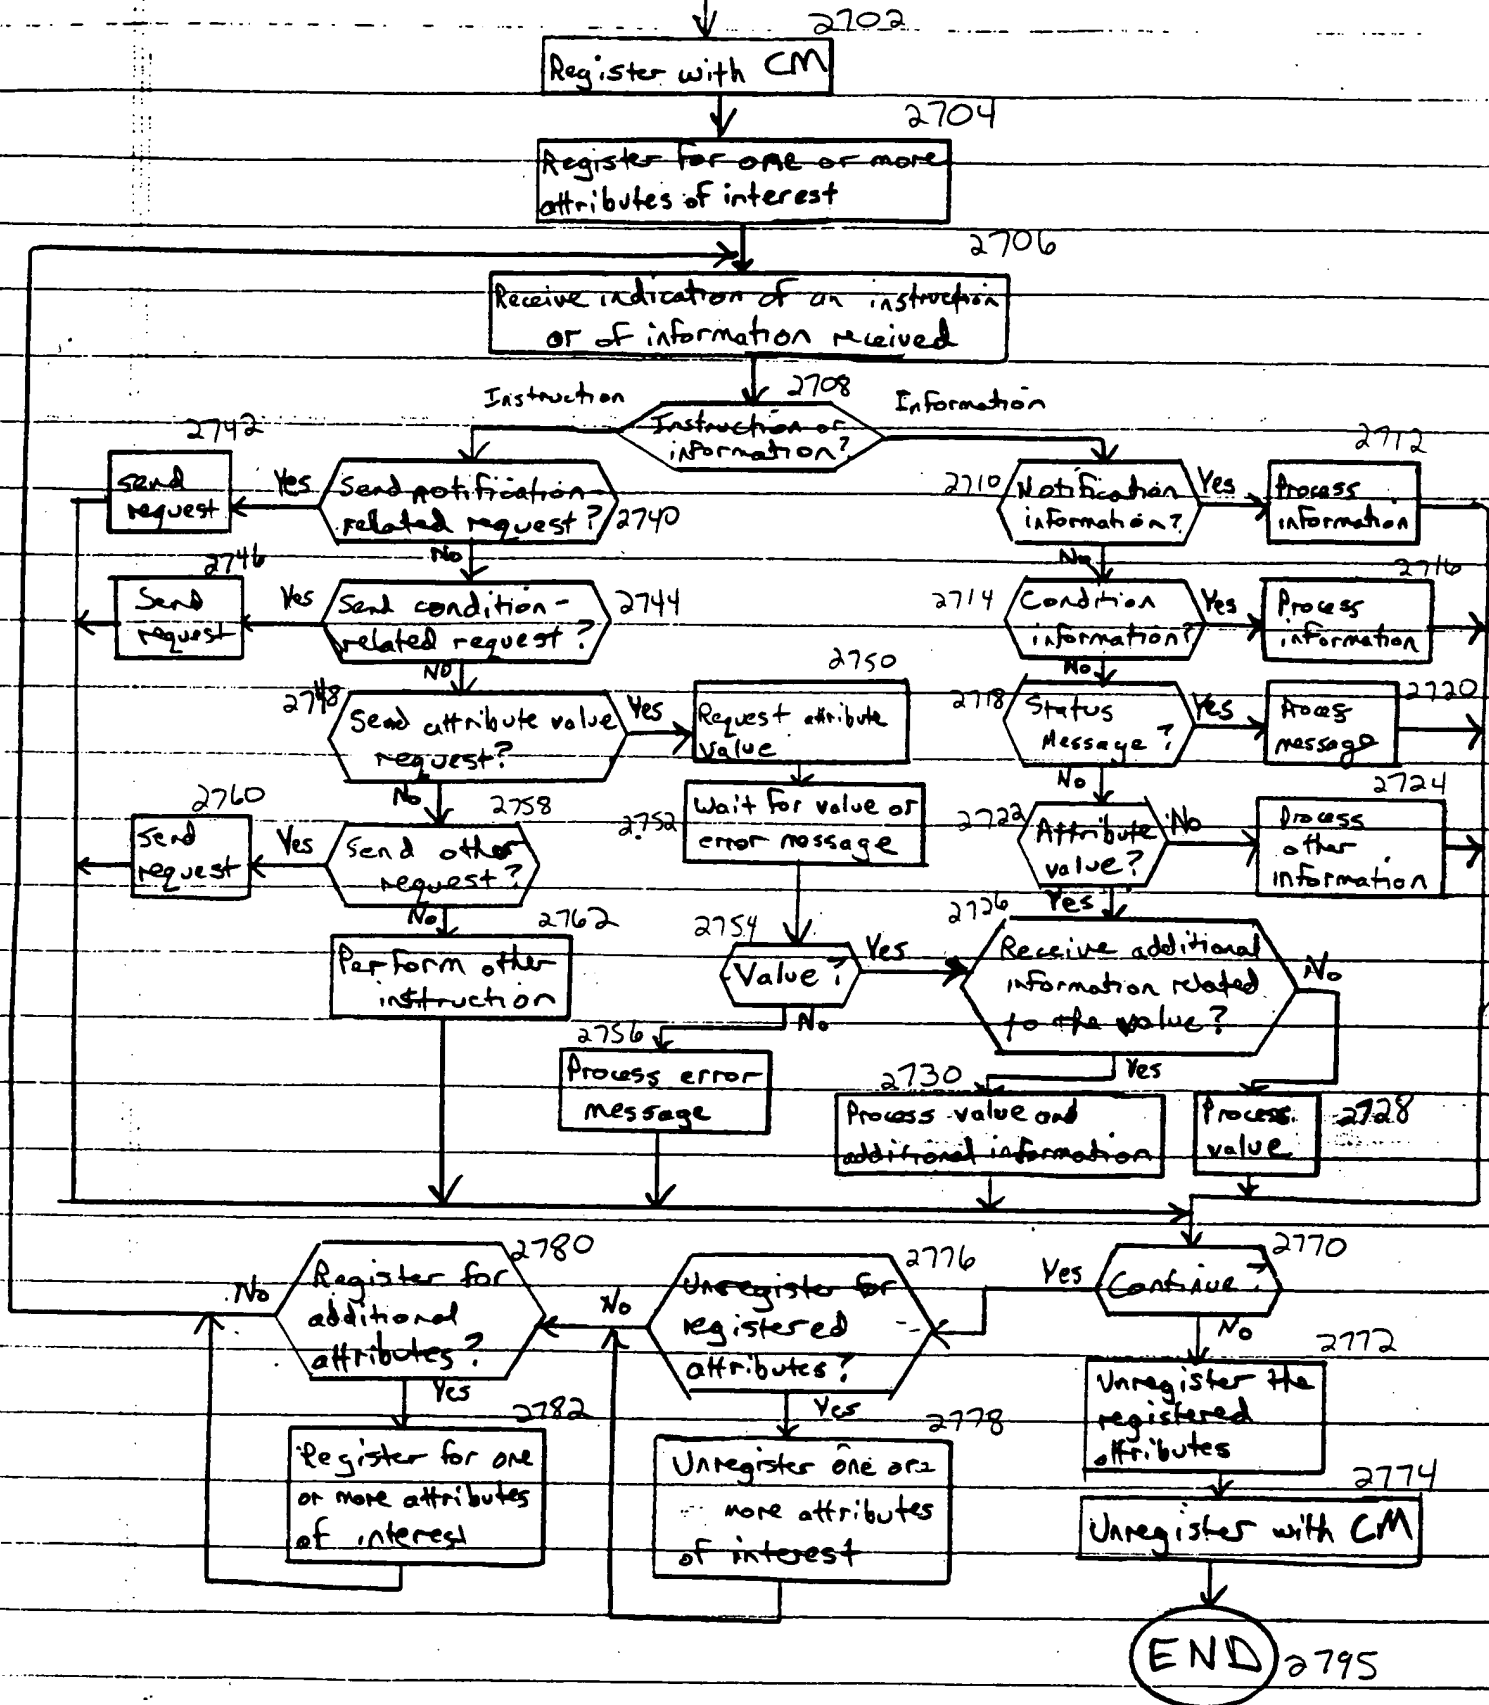 2702
Register with CM
2704
Register for one or more
attributes of interest
2706
Receive indication of an instruction
or of information received
2708
Instruction
Information
Instruction or
information?
2742
send
request
Yes
Send notification-
related request?
2740
No
2710
Notification
information?
Yes
2712
Process
information
No
2746
Send
request
Yes
Send condition-
related request?
2744
No
2714
Condition
information?
Yes
2716
Process
information
No
2748
Send attribute value
request?
Yes
2750
Request attribute
value
No
2718
Status
Message?
Yes
2720
Process
message
No
2760
Send
request
Yes
2758
Send other
request?
No
2752
Wait for value or
error message
2722
Attribute
value?
No
2724
Process
other
information
Yes
2762
Perform other
instruction
2754
Value?
Yes
No
2726
Receive additional
information related
to the value?
No
Yes
2756
Process error
message
2730
Process value and
additional information
2728
Process
value
2780
Register for
additional
attributes?
No
Yes
2776
Unregister for
registered
attributes?
No
Yes
2770
Continue?
Yes
No
2782
Register for one
or more attributes
of interest
2778
Unregister one or
more attributes
of interest
2772
Unregister the
registered
attributes
2774
Unregister with CM
END
2795